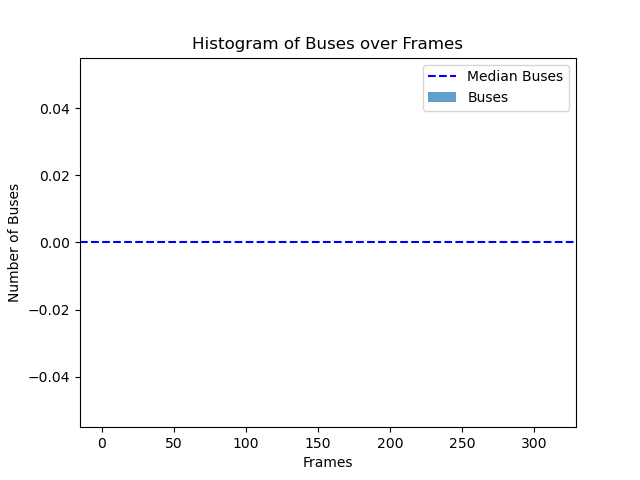 Histogram of Buses over Frames
Median Buses
Buses
0.04
0.02
0.00
−0.02
−0.04
Number of Buses
0 50 100 150 200 250 300
Frames